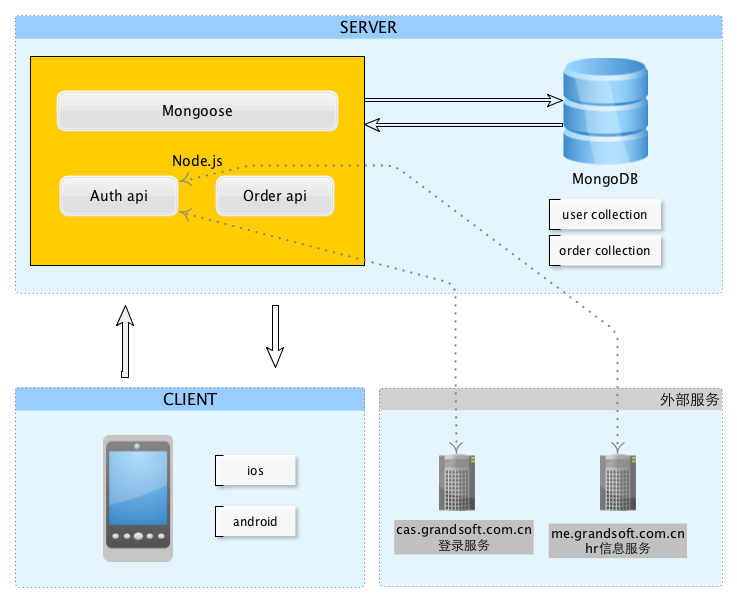 SERVER
Mongoose
Node.js
Auth api
Order api
MongoDB
user collection
order collection
CLIENT
ios
android
外部服务
cas.grandsoft.com.cn
登录服务
me.grandsoft.com.cn
hr信息服务